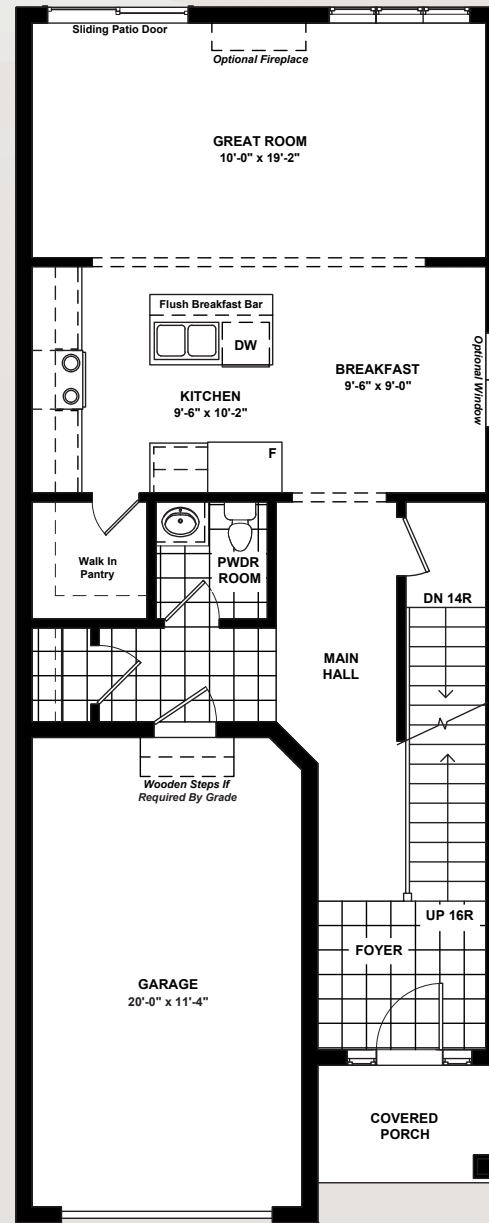 Sliding Patio Door
Optional Fireplace
GREAT ROOM
10'-0" x 19'-2"
Flush Breakfast Bar
DW
BREAKFAST
9'-6" x 9'-0"
Optional Window
KITCHEN
9'-6" x 10'-2"
F
Walk In
Pantry
PWDR
ROOM
DN 14R
MAIN
HALL
N
Wooden Steps If
Required By Grade
UP 16R
FOYER
GARAGE
20'-0" x 11'-4"
COVERED
PORCH